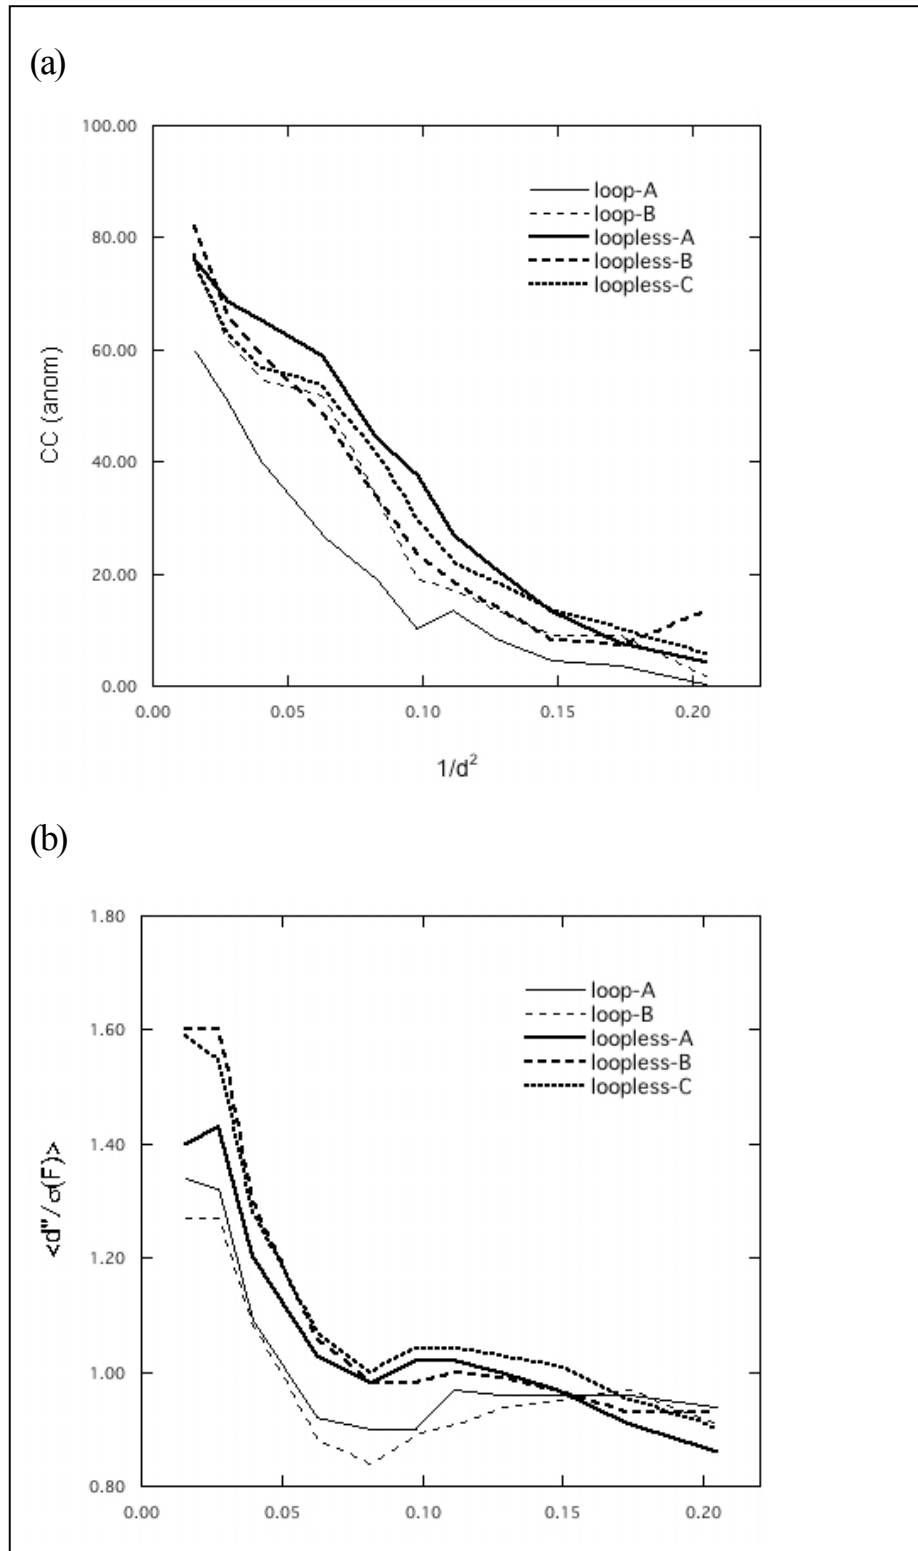 (a)
100.00
80.00
60.00
40.00
20.00
0.00
CC (anom)
loop-A
loop-B
loopless-A
loopless-B
loopless-C
0.00 0.05 0.10 0.15 0.20
1/d²
(b)
1.80
1.60
1.40
1.20
1.00
0.80
<d"/σ(F)>
loop-A
loop-B
loopless-A
loopless-B
loopless-C
0.00 0.05 0.10 0.15 0.20